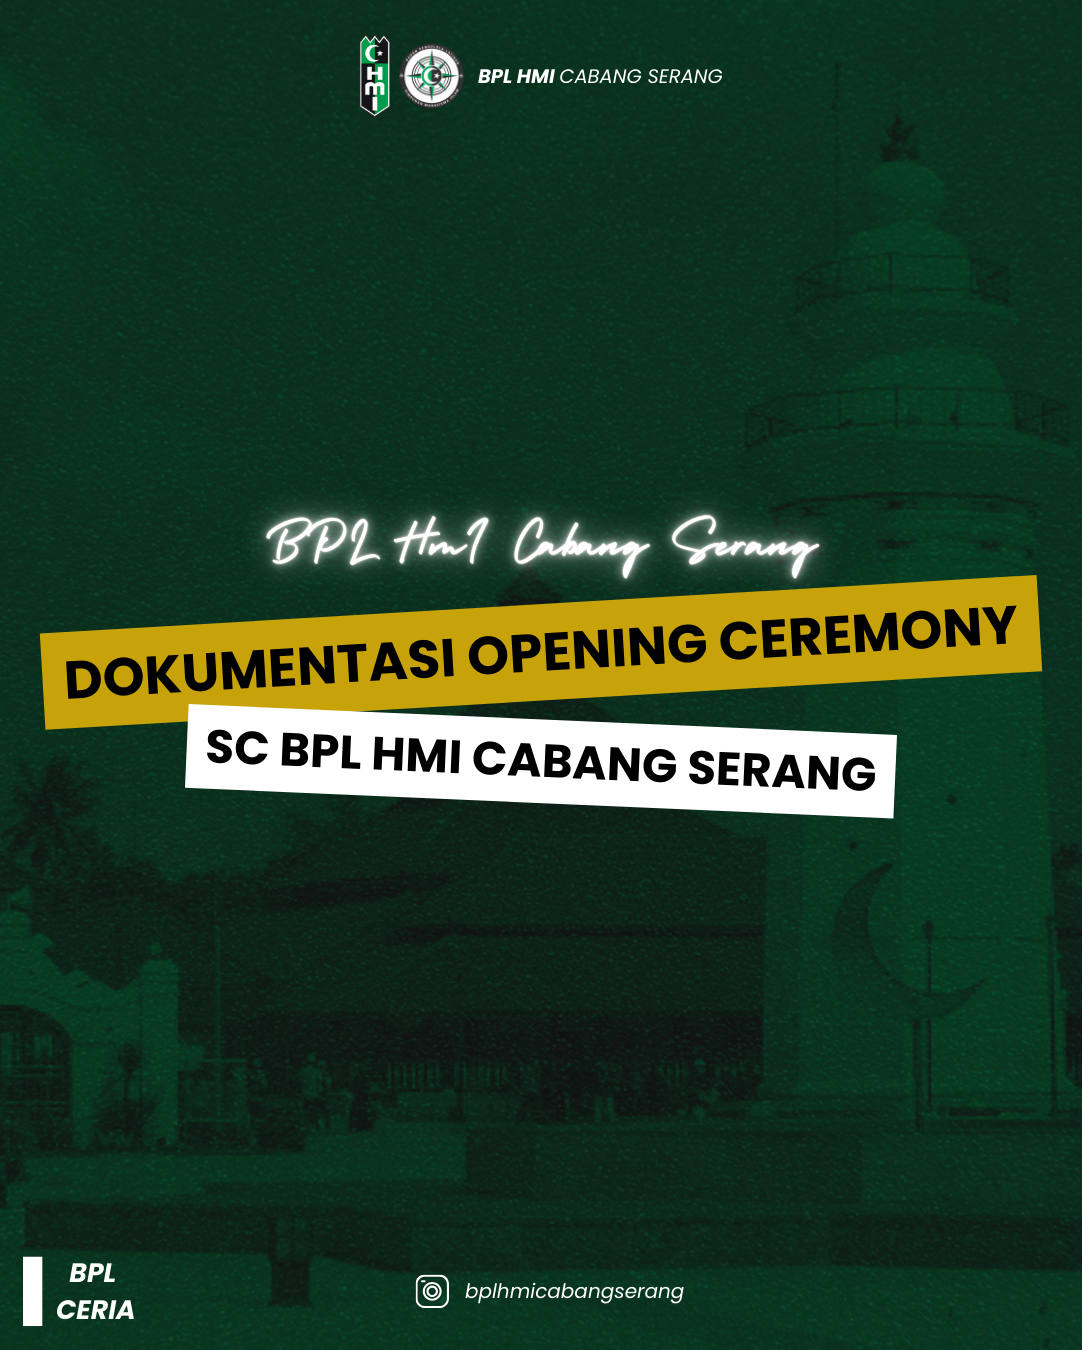 HMI
BPL HMI CABANG SERANG
BPL HmI Cabang Serang
DOKUMENTASI OPENING CEREMONY
SC BPL HMI CABANG SERANG
BPL
CERIA
bplhmicabangserang